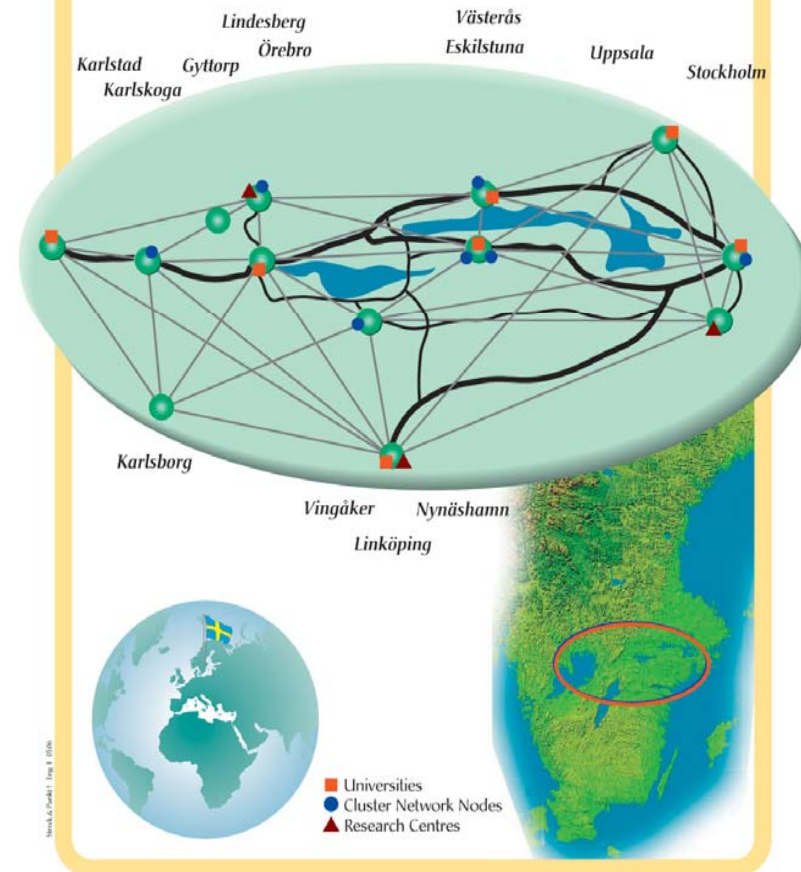 Lindesberg
Västerås
Örebro
Eskilstuna
Uppsala
Karlstad
Gyttorp
Stockholm
Karlskoga
Karlsborg
Vingåker
Nynäshamn
Linköping
Universities
Cluster Network Nodes
Research Centres